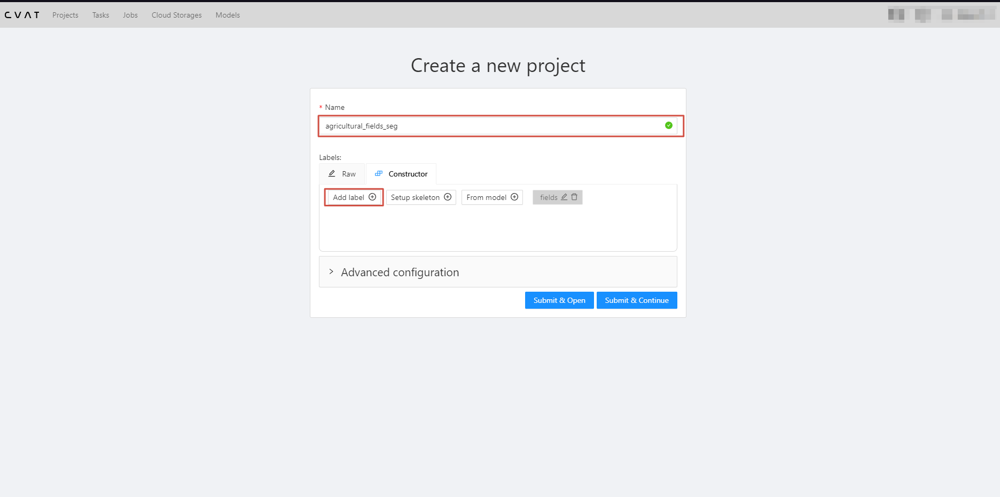 CVAT Projects Tasks Jobs Cloud Storages Models
Create a new project
* Name
agricultural_fields_seg
Labels:
Raw Constructor
Add label Setup skeleton From model fields
Advanced configuration
Submit & Open Submit & Continue